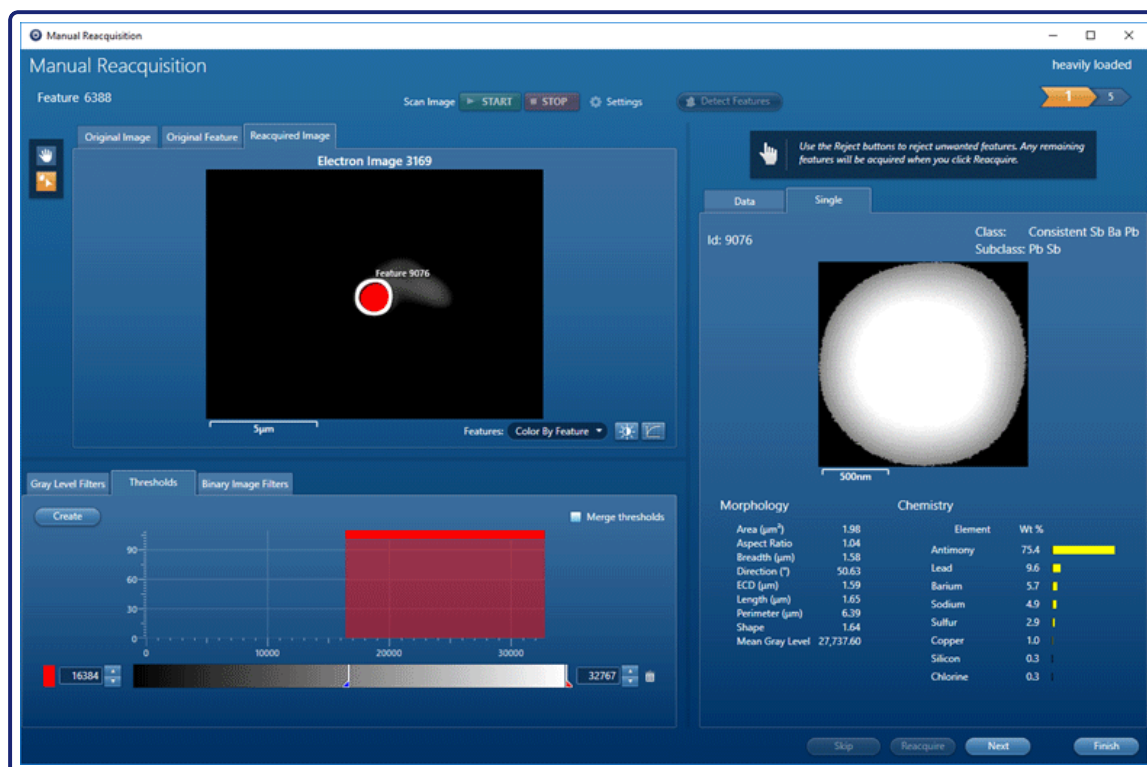 Manual Reacquisition
Manual Reacquisition
heavily loaded
Feature 6388
Scan Image START STOP Settings Detect Features
1 5
Original Image Original Feature Reacquired Image
Electron Image 3169
Feature 9076
5µm
Features: Color By Feature
Use the Reject buttons to reject unwanted features. Any remaining
features will be acquired when you click Reacquire.
Data Single
Id: 9076
Class: Consistent Sb Ba Pb
Subclass: Pb Sb
500nm
Gray Level Filters Thresholds Binary Image Filters
Create
Merge thresholds
90
60
30
0
0 10000 20000 30000
16384 32767
Morphology
Area (µm²) 1.98
Aspect Ratio 1.04
Breadth (µm) 1.58
Direction (°) 50.63
ECD (µm) 1.59
Length (µm) 1.65
Perimeter (µm) 6.39
Shape 1.64
Mean Gray Level 27,737.60
Chemistry
Element Wt %
Antimony 75.4
Lead 9.6
Barium 5.7
Sodium 4.9
Sulfur 2.9
Copper 1.0
Silicon 0.3
Chlorine 0.3
Skip Reacquire Next Finish